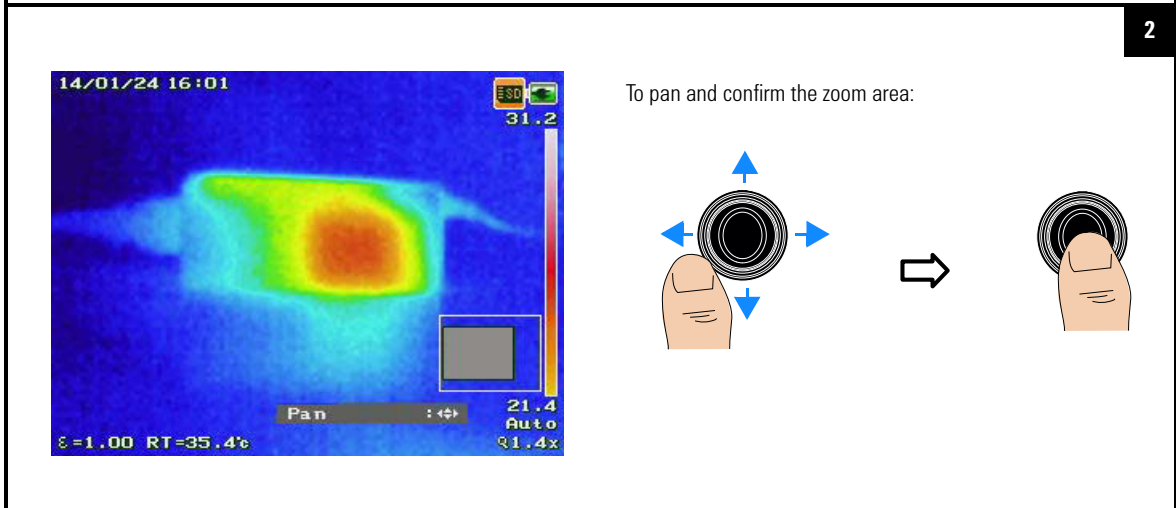 2
14/01/24 16:01
SD
31.2
To pan and confirm the zoom area:
Pan :
21.4
Auto
ε=1.00 RT=35.4℃
1.4x